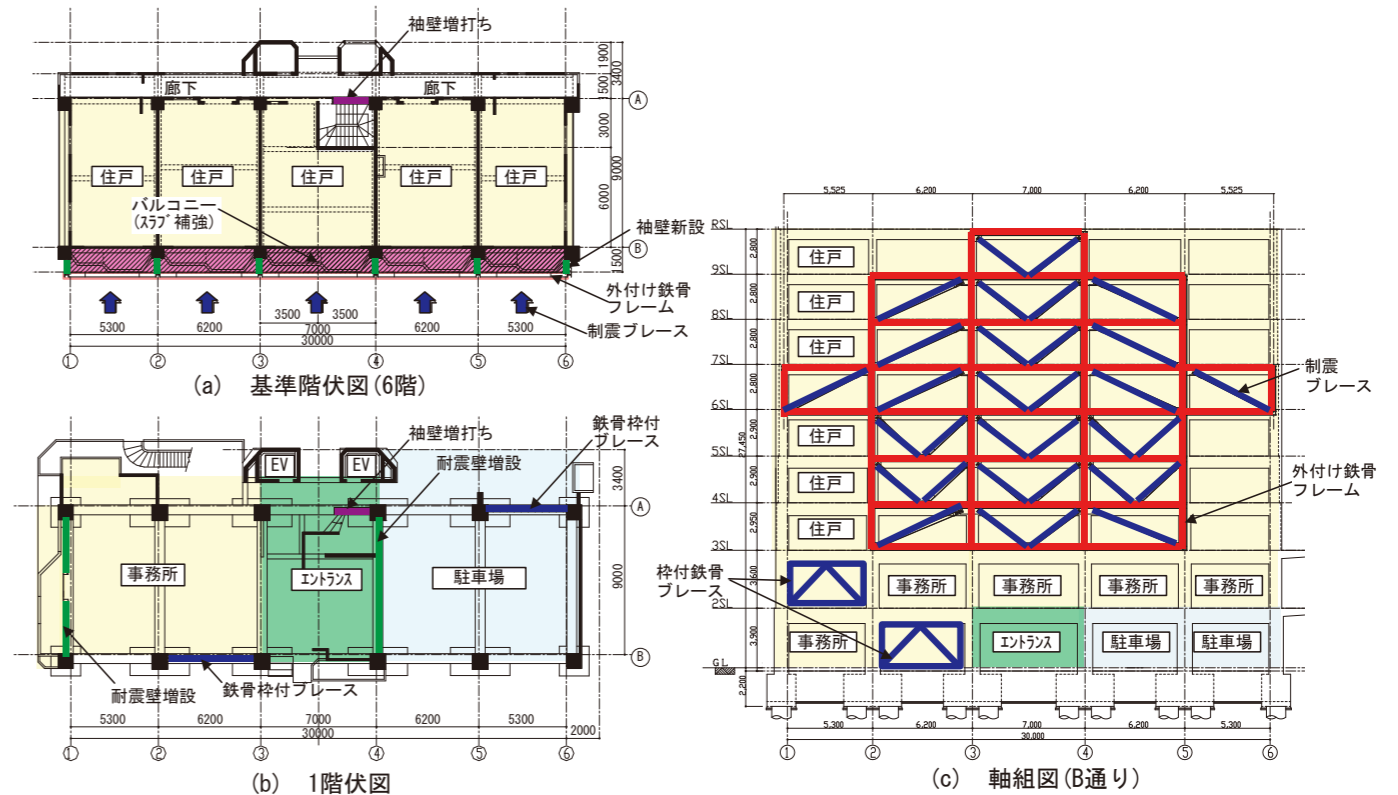 袖壁増打ち
廊下
廊下
住戸
住戸
住戸
住戸
住戸
バルコニー
(ｽﾗﾌﾞ補強)
袖壁新設
外付け鉄骨
フレーム
制震ブレース
1900
3400
1500
3000
9000
6000
1500
A
B
3500
3500
5300
6200
7000
6200
5300
30000
①
②
③
④
⑤
⑥
(a) 基準階伏図(6階)
袖壁増打ち
鉄骨枠付
ブレース
耐震壁増設
EV
EV
3400
A
事務所
ｴﾝﾄﾗﾝｽ
駐車場
9000
B
耐震壁増設
鉄骨枠付ブレース
5300
6200
7000
6200
5300
2000
30000
①
②
③
④
⑤
⑥
(b) 1階伏図
5,525
6,200
7,000
6,200
5,525
RSL
2,800
住戸
9SL
2,800
住戸
8SL
2,800
住戸
7SL
2,800
制震
ブレース
6SL
2,900
27,450
住戸
5SL
2,900
住戸
4SL
2,950
住戸
外付け鉄骨
フレーム
3SL
枠付鉄骨
ブレース
3,600
事務所
事務所
事務所
事務所
2SL
3,900
事務所
ｴﾝﾄﾗﾝｽ
駐車場
駐車場
GL
2,200
5,300
6,200
7,000
6,200
5,300
30,000
①
②
③
④
⑤
⑥
(c) 軸組図(B通り)